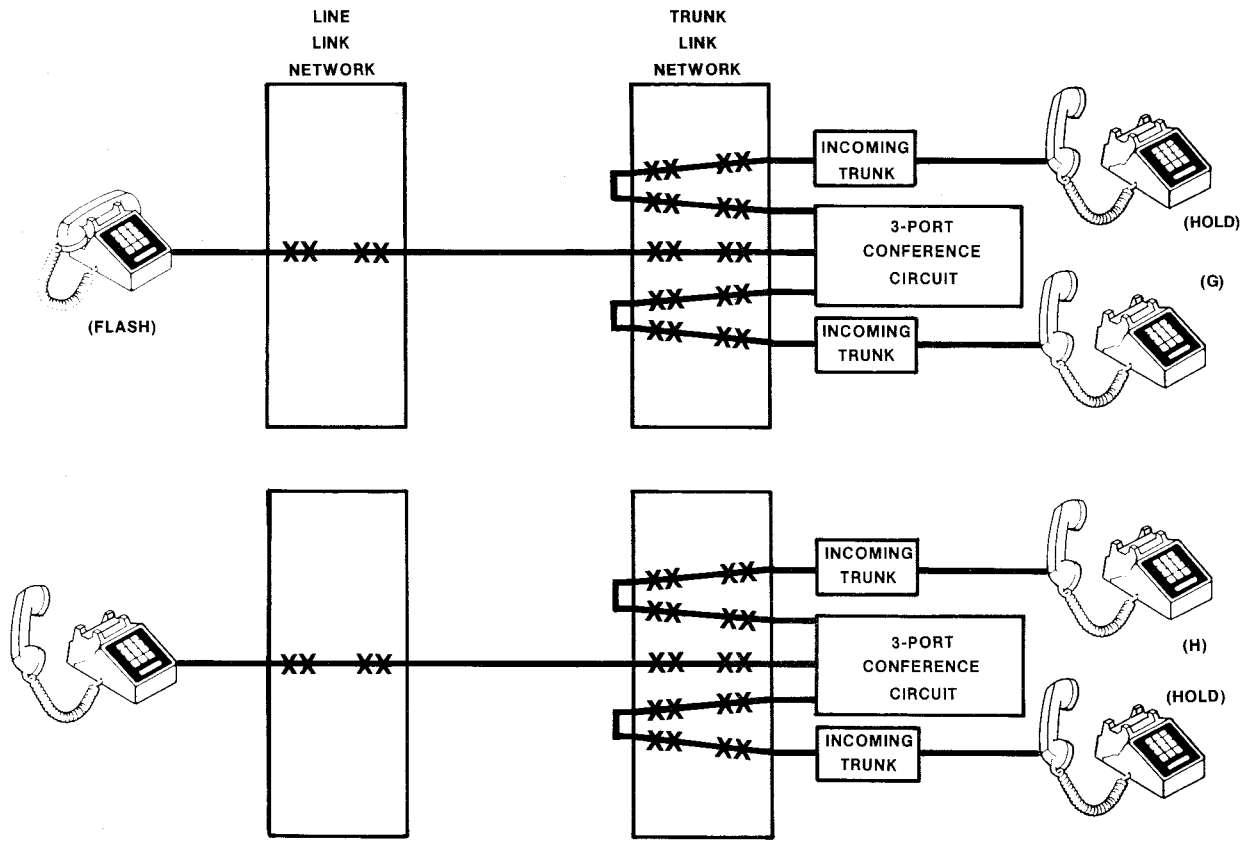 LINE
LINK
NETWORK
TRUNK
LINK
NETWORK
INCOMING
TRUNK
(HOLD)
3-PORT
CONFERENCE
CIRCUIT
(G)
(FLASH)
INCOMING
TRUNK
INCOMING
TRUNK
3-PORT
CONFERENCE
CIRCUIT
(H)
(HOLD)
INCOMING
TRUNK